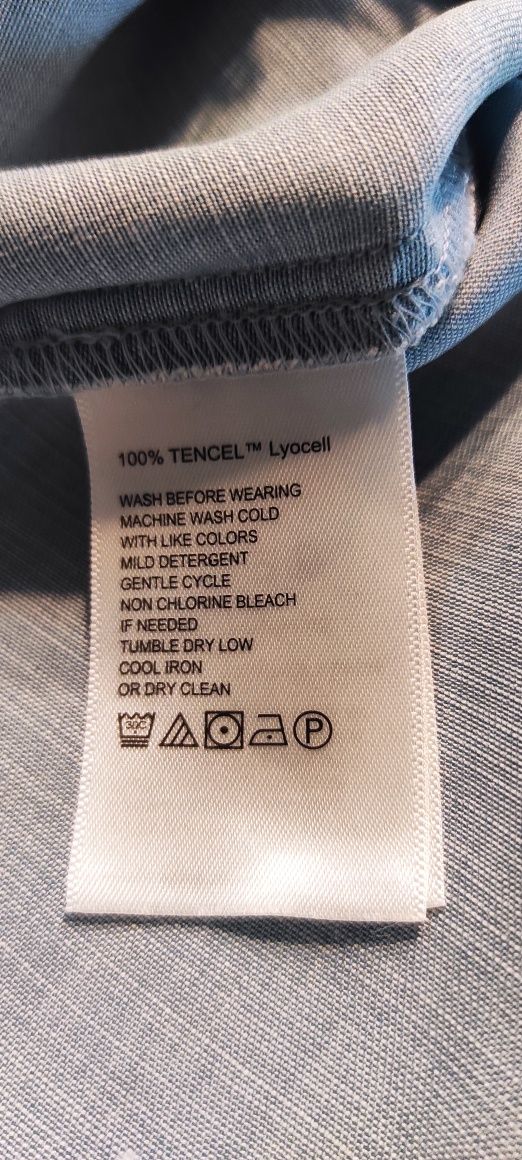 100% TENCEL™ Lyocell
WASH BEFORE WEARING
MACHINE WASH COLD
WITH LIKE COLORS
MILD DETERGENT
GENTLE CYCLE
NON CHLORINE BLEACH
IF NEEDED
TUMBLE DRY LOW
COOL IRON
OR DRY CLEAN
30C P